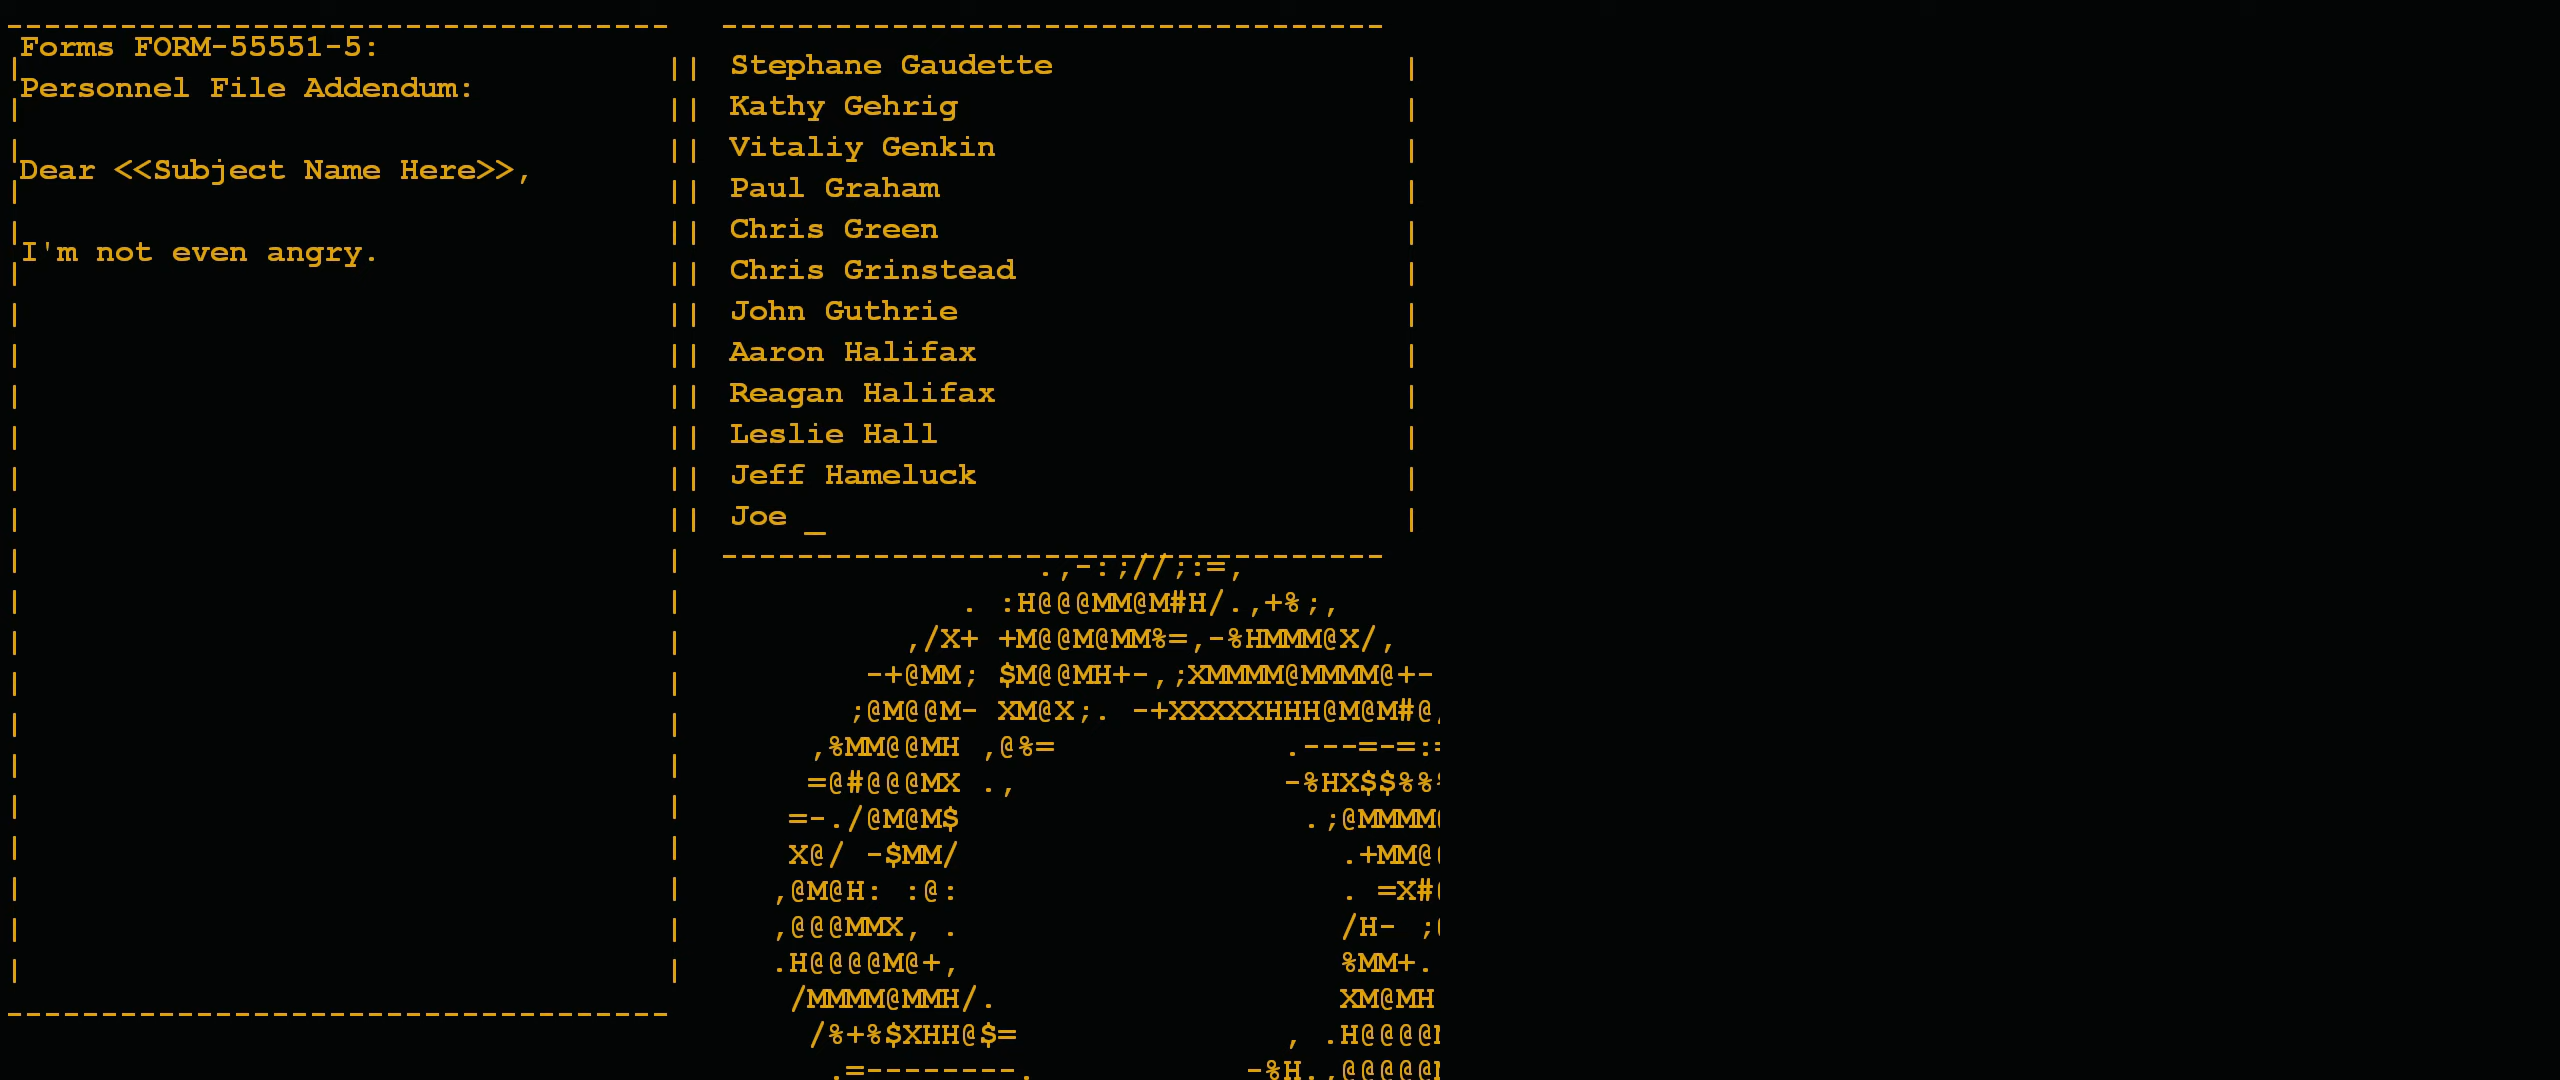 Forms FORM-55551-5:
Personnel File Addendum:
Dear <<Subject Name Here>>,
I'm not even angry.
Stephane Gaudette
Kathy Gehrig
Vitaliy Genkin
Paul Graham
Chris Green
Chris Grinstead
John Guthrie
Aaron Halifax
Reagan Halifax
Leslie Hall
Jeff Hameluck
Joe _